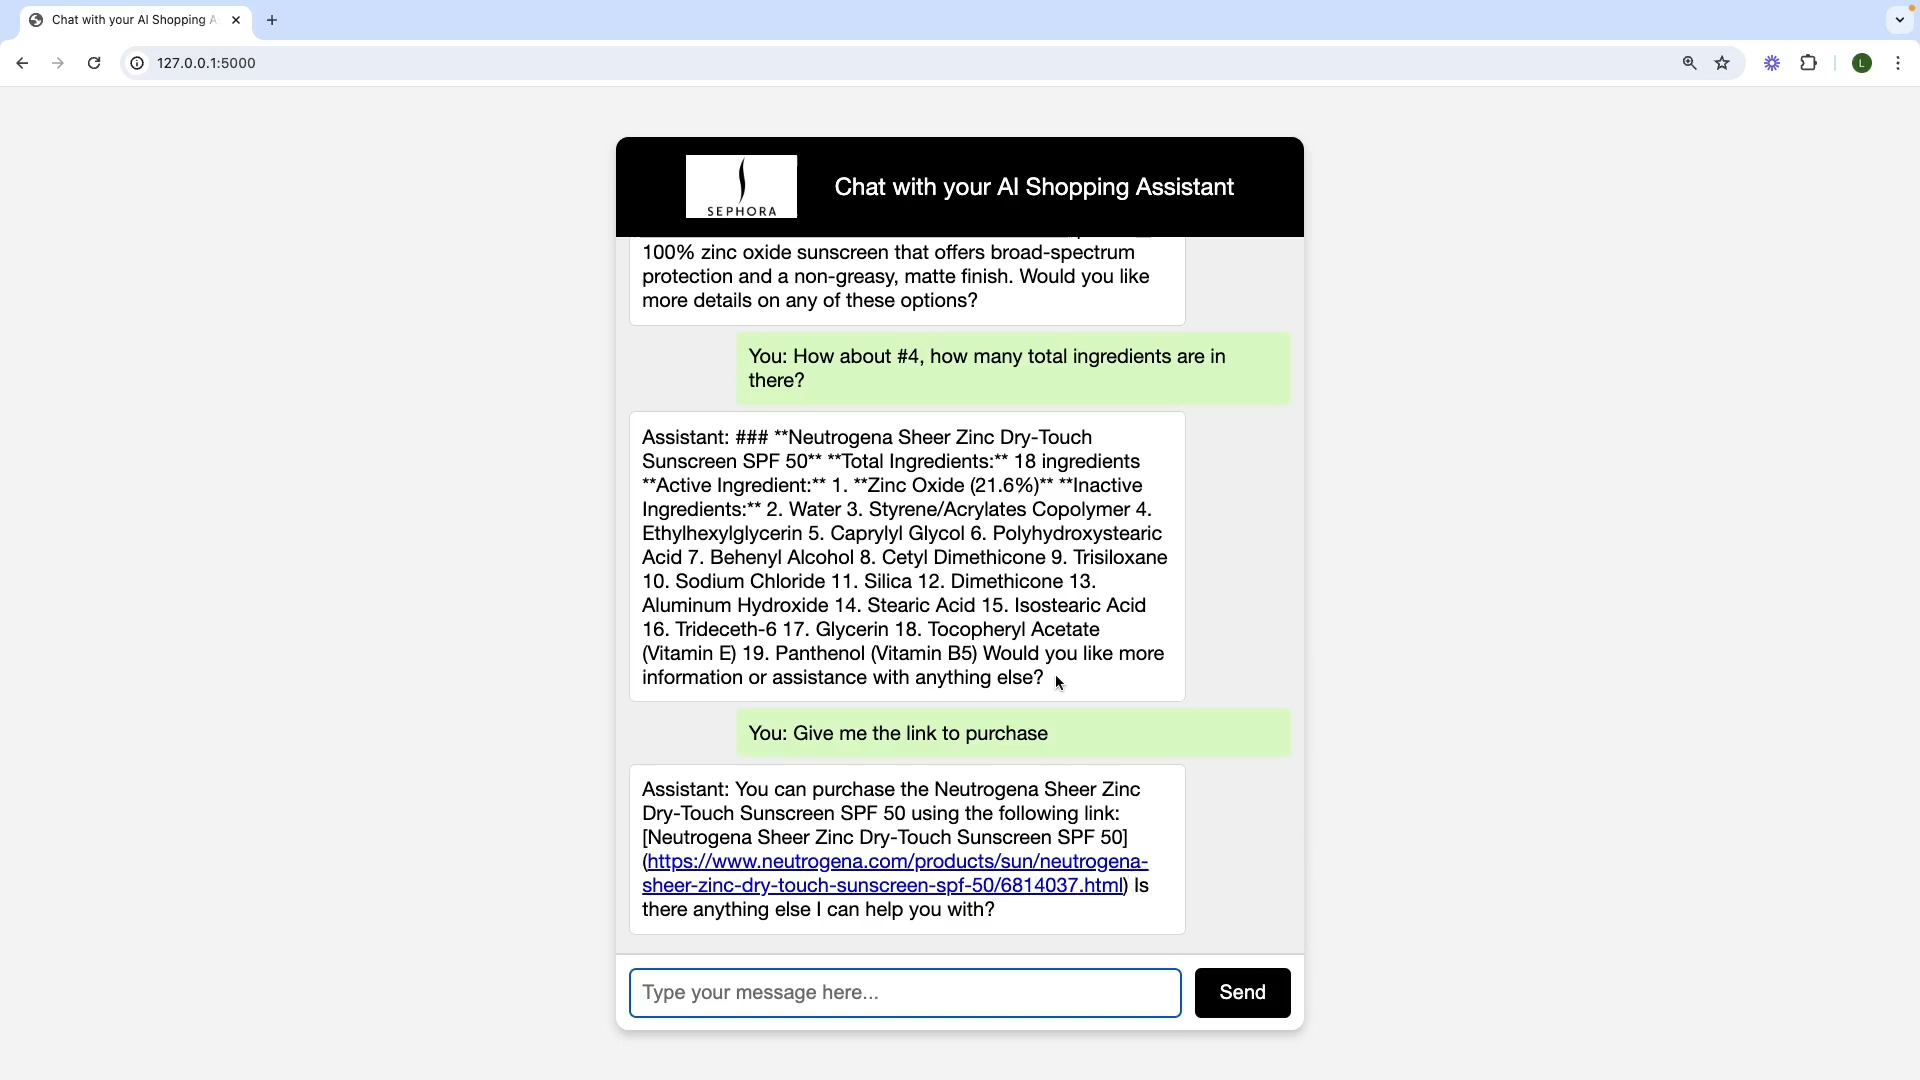 Chat with your AI Shopping A
127.0.0.1:5000
L
SEPHORA
Chat with your AI Shopping Assistant
100% zinc oxide sunscreen that offers broad-spectrum
protection and a non-greasy, matte finish. Would you like
more details on any of these options?
You: How about #4, how many total ingredients are in
there?
Assistant: ### **Neutrogena Sheer Zinc Dry-Touch
Sunscreen SPF 50** **Total Ingredients:** 18 ingredients
**Active Ingredient:** 1. **Zinc Oxide (21.6%)** **Inactive
Ingredients:** 2. Water 3. Styrene/Acrylates Copolymer 4.
Ethylhexylglycerin 5. Caprylyl Glycol 6. Polyhydroxystearic
Acid 7. Behenyl Alcohol 8. Cetyl Dimethicone 9. Trisiloxane
10. Sodium Chloride 11. Silica 12. Dimethicone 13.
Aluminum Hydroxide 14. Stearic Acid 15. Isostearic Acid
16. Trideceth-6 17. Glycerin 18. Tocopheryl Acetate
(Vitamin E) 19. Panthenol (Vitamin B5) Would you like more
information or assistance with anything else?
You: Give me the link to purchase
Assistant: You can purchase the Neutrogena Sheer Zinc
Dry-Touch Sunscreen SPF 50 using the following link:
[Neutrogena Sheer Zinc Dry-Touch Sunscreen SPF 50]
(https://www.neutrogena.com/products/sun/neutrogena-
sheer-zinc-dry-touch-sunscreen-spf-50/6814037.html) Is
there anything else I can help you with?
Type your message here...
Send